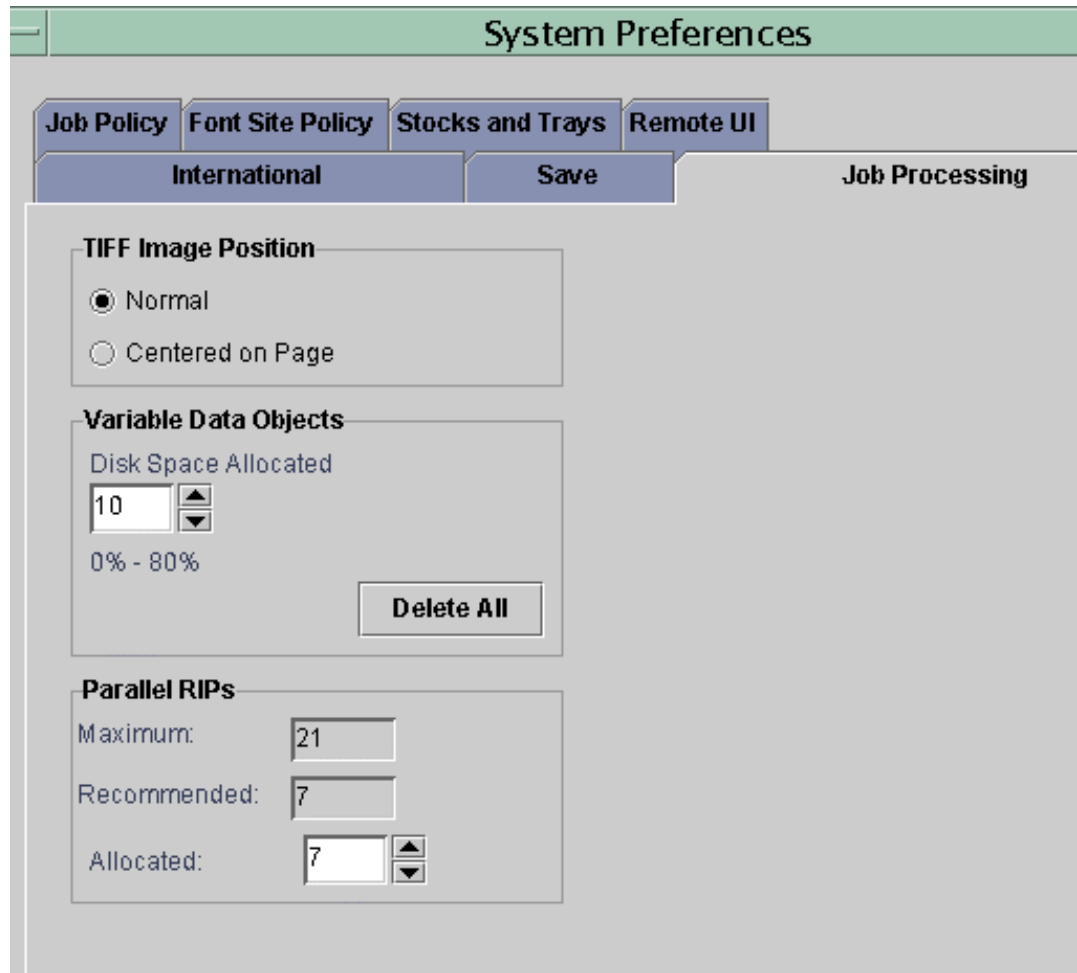 System Preferences
Job Policy Font Site Policy Stocks and Trays Remote UI
International Save Job Processing
TIFF Image Position
Normal
Centered on Page
Variable Data Objects
Disk Space Allocated
10
0% - 80%
Delete All
Parallel RIPs
Maximum: 21
Recommended: 7
Allocated: 7